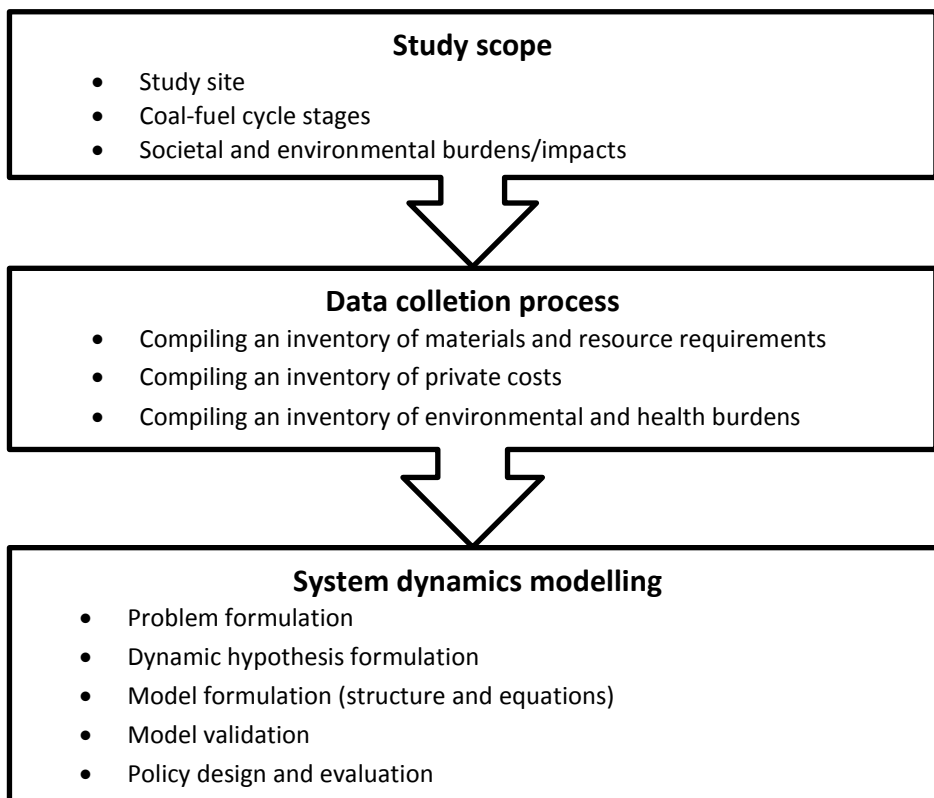 Study scope
• Study site
• Coal-fuel cycle stages
• Societal and environmental burdens/impacts
Data colletion process
• Compiling an inventory of materials and resource requirements
• Compiling an inventory of private costs
• Compiling an inventory of environmental and health burdens
System dynamics modelling
• Problem formulation
• Dynamic hypothesis formulation
• Model formulation (structure and equations)
• Model validation
• Policy design and evaluation